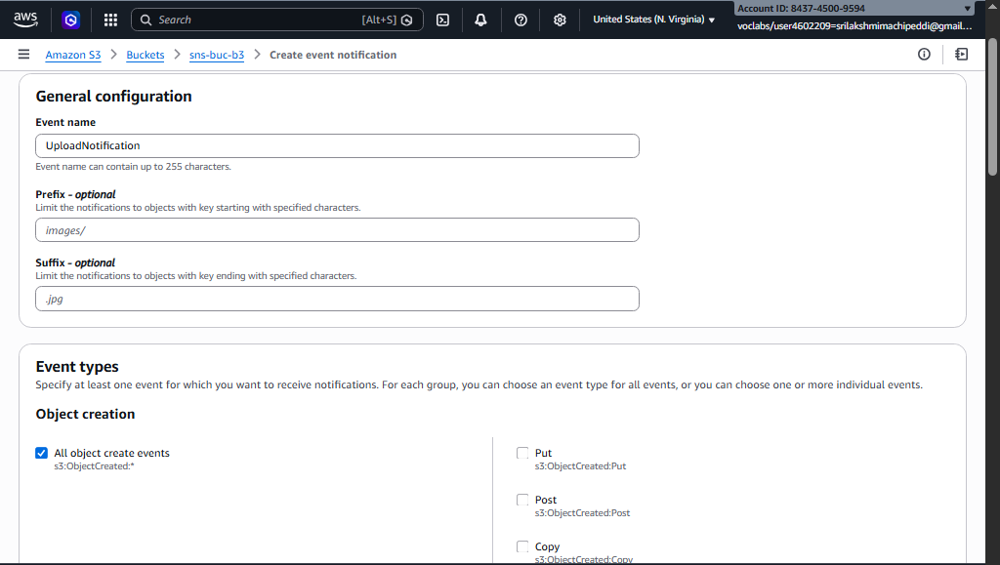 aws
Search
[Alt+S]
United States (N. Virginia)
Account ID: 8437-4500-9594
voclabs/user4602209=srilakshmimachipeddi@gmail...
Amazon S3 > Buckets > sns-buc-b3 > Create event notification
General configuration
Event name
UploadNotification
Event name can contain up to 255 characters.
Prefix - optional
Limit the notifications to objects with key starting with specified characters.
images/
Suffix - optional
Limit the notifications to objects with key ending with specified characters.
.jpg
Event types
Specify at least one event for which you want to receive notifications. For each group, you can choose an event type for all events, or you can choose one or more individual events.
Object creation
All object create events
s3:ObjectCreated:*
Put
s3:ObjectCreated:Put
Post
s3:ObjectCreated:Post
Copy
s3:ObjectCreated:Copy